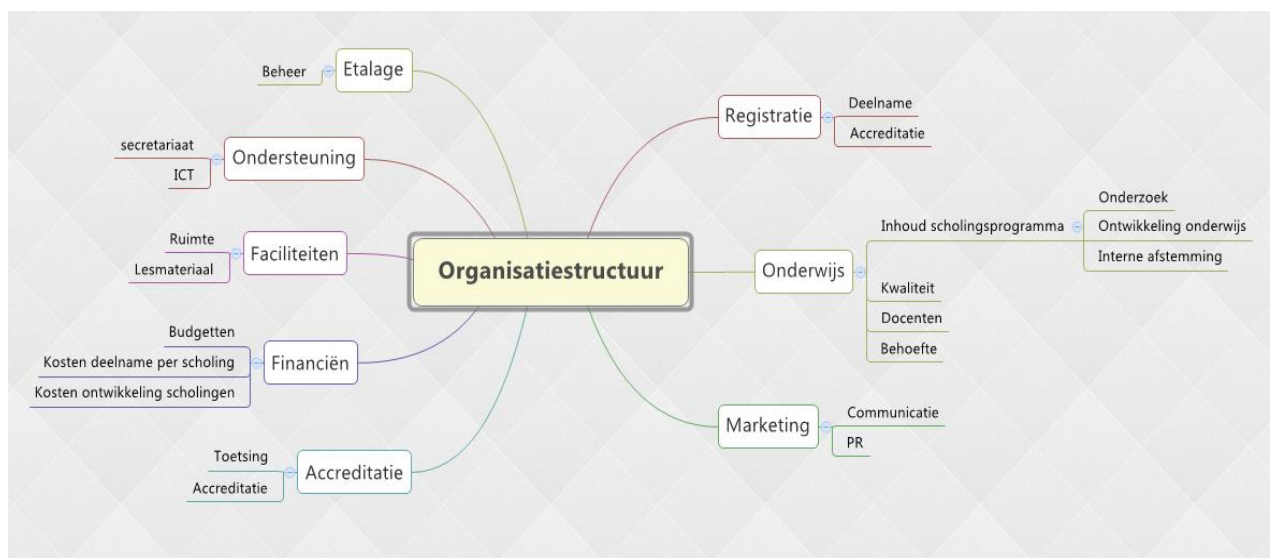 Organisatiestructuur
Etalage
Beheer
Ondersteuning
secretariaat
ICT
Faciliteiten
Ruimte
Lesmateriaal
Financiën
Budgetten
Kosten deelname per scholing
Kosten ontwikkeling scholingen
Accreditatie
Toetsing
Accreditatie
Registratie
Deelname
Accreditatie
Onderwijs
Inhoud scholingsprogramma
Onderzoek
Ontwikkeling onderwijs
Interne afstemming
Kwaliteit
Docenten
Behoefte
Marketing
Communicatie
PR